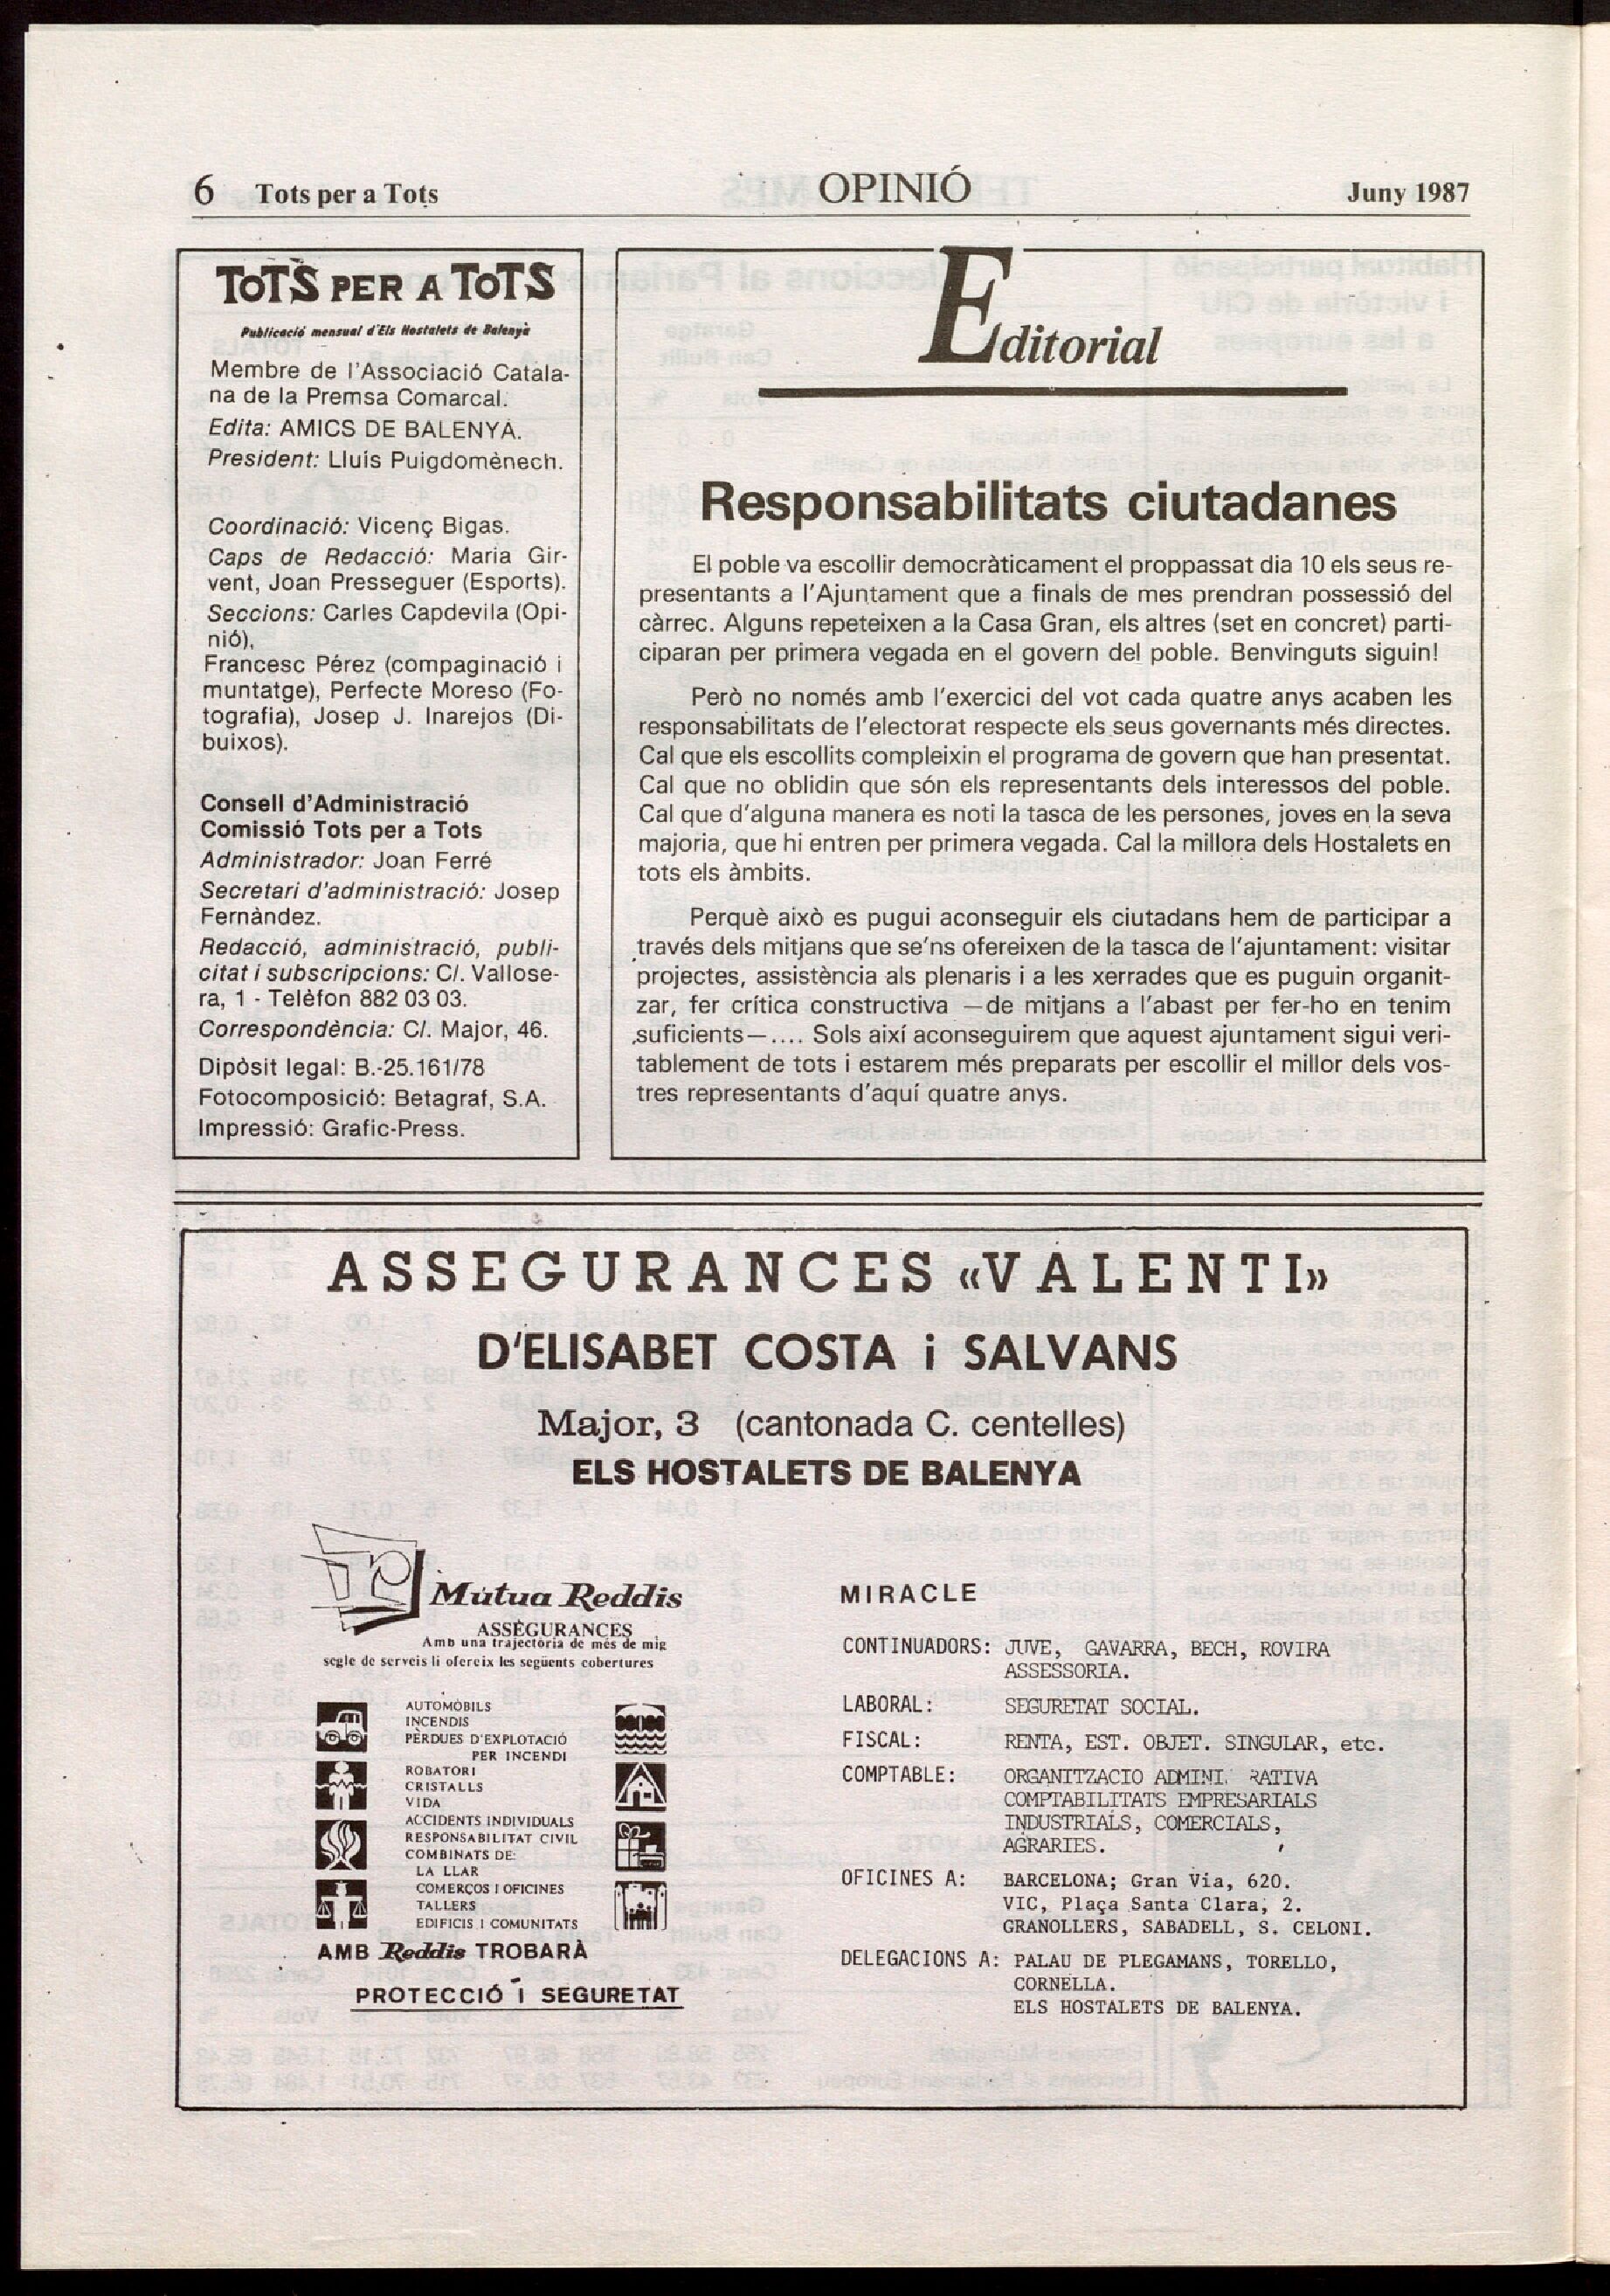 6 Tots per a Tots
OPINIÓ
Juny 1987
TOTS PER A TOTS
Publicació mensual d'Els Hostalets de Balenyà
Membre de l'Associació Catala-
na de la Premsa Comarcal.
Edita: AMICS DE BALENYÀ.
President: Lluís Puigdomènech.
Coordinació: Vicenç Bigas.
Caps de Redacció: Maria Gir-
vent, Joan Presseguer (Esports).
Seccions: Carles Capdevila (Opi-
nió),
Francesc Pérez (compaginació i
muntatge), Perfecte Moreso (Fo-
tografia), Josep J. Inarejos (Di-
buixos).
Consell d'Administració
Comissió Tots per a Tots
Administrador: Joan Ferré
Secretari d'administració: Josep
Fernàndez.
Redacció, administració, publi-
citat i subscripcions: C/. Vallose-
ra, 1 - Telèfon 882 03 03.
Correspondència: C/. Major, 46.
Dipòsit legal: B.-25.161/78
Fotocomposició: Betagraf, S.A.
Impressió: Grafic-Press.
Editorial
Responsabilitats ciutadanes
El poble va escollir democràticament el proppassat dia 10 els seus re-
presentants a l'Ajuntament que a finals de mes prendran possessió del
càrrec. Alguns repeteixen a la Casa Gran, els altres (set en concret) parti-
ciparan per primera vegada en el govern del poble. Benvinguts siguin!
Però no només amb l'exercici del vot cada quatre anys acaben les
responsabilitats de l'electorat respecte els seus governants més directes.
Cal que els escollits compleixin el programa de govern que han presentat.
Cal que no oblidin que són els representants dels interessos del poble.
Cal que d'alguna manera es noti la tasca de les persones, joves en la seva
majoria, que hi entren per primera vegada. Cal la millora dels Hostalets en
tots els àmbits.
Perquè això es pugui aconseguir els ciutadans hem de participar a
través dels mitjans que se'ns ofereixen de la tasca de l'ajuntament: visitar
projectes, assistència als plenaris i a les xerrades que es puguin organit-
zar, fer crítica constructiva —de mitjans a l'abast per fer-ho en tenim
suficients—.... Sols així aconseguirem que aquest ajuntament sigui veri-
tablement de tots i estarem més preparats per escollir el millor dels vos-
tres representants d'aquí quatre anys.
ASSEGURANCES «VALENTI»
D'ELISABET COSTA i SALVANS
Major, 3 (cantonada C. centelles)
ELS HOSTALETS DE BALENYA
Mútua Reddis
ASSEGURANCES
Amb una trajectòria de més de mig
segle de serveis li ofereix les següents cobertures
AUTOMÒBILS
INCENDIS
PÈRDUES D'EXPLOTACIÓ
PER INCENDI
ROBATORI
CRISTALLS
VIDA
ACCIDENTS INDIVIDUALS
RESPONSABILITAT CIVIL
COMBINATS DE:
LA LLAR
COMERÇOS I OFICINES
TALLERS
EDIFICIS I COMUNITATS
AMB Reddis TROBARÀ
PROTECCIÓ I SEGURETAT
MIRACLE
CONTINUADORS: JUVE, GAVARRA, BECH, ROVIRA
ASSESSORIA.
LABORAL: SEGURETAT SOCIAL.
FISCAL: RENTA, EST. OBJET. SINGULAR, etc.
COMPTABLE: ORGANITZACIO ADMINI RATIVA
COMPTABILITATS EMPRESARIALS
INDUSTRIALS, COMERCIALS,
AGRARIES.
OFICINES A: BARCELONA; Gran Via, 620.
VIC, Plaça Santa Clara, 2.
GRANOLLERS, SABADELL, S. CELONI.
DELEGACIONS A: PALAU DE PLEGAMANS, TORELLO,
CORNELLA.
ELS HOSTALETS DE BALENYA.